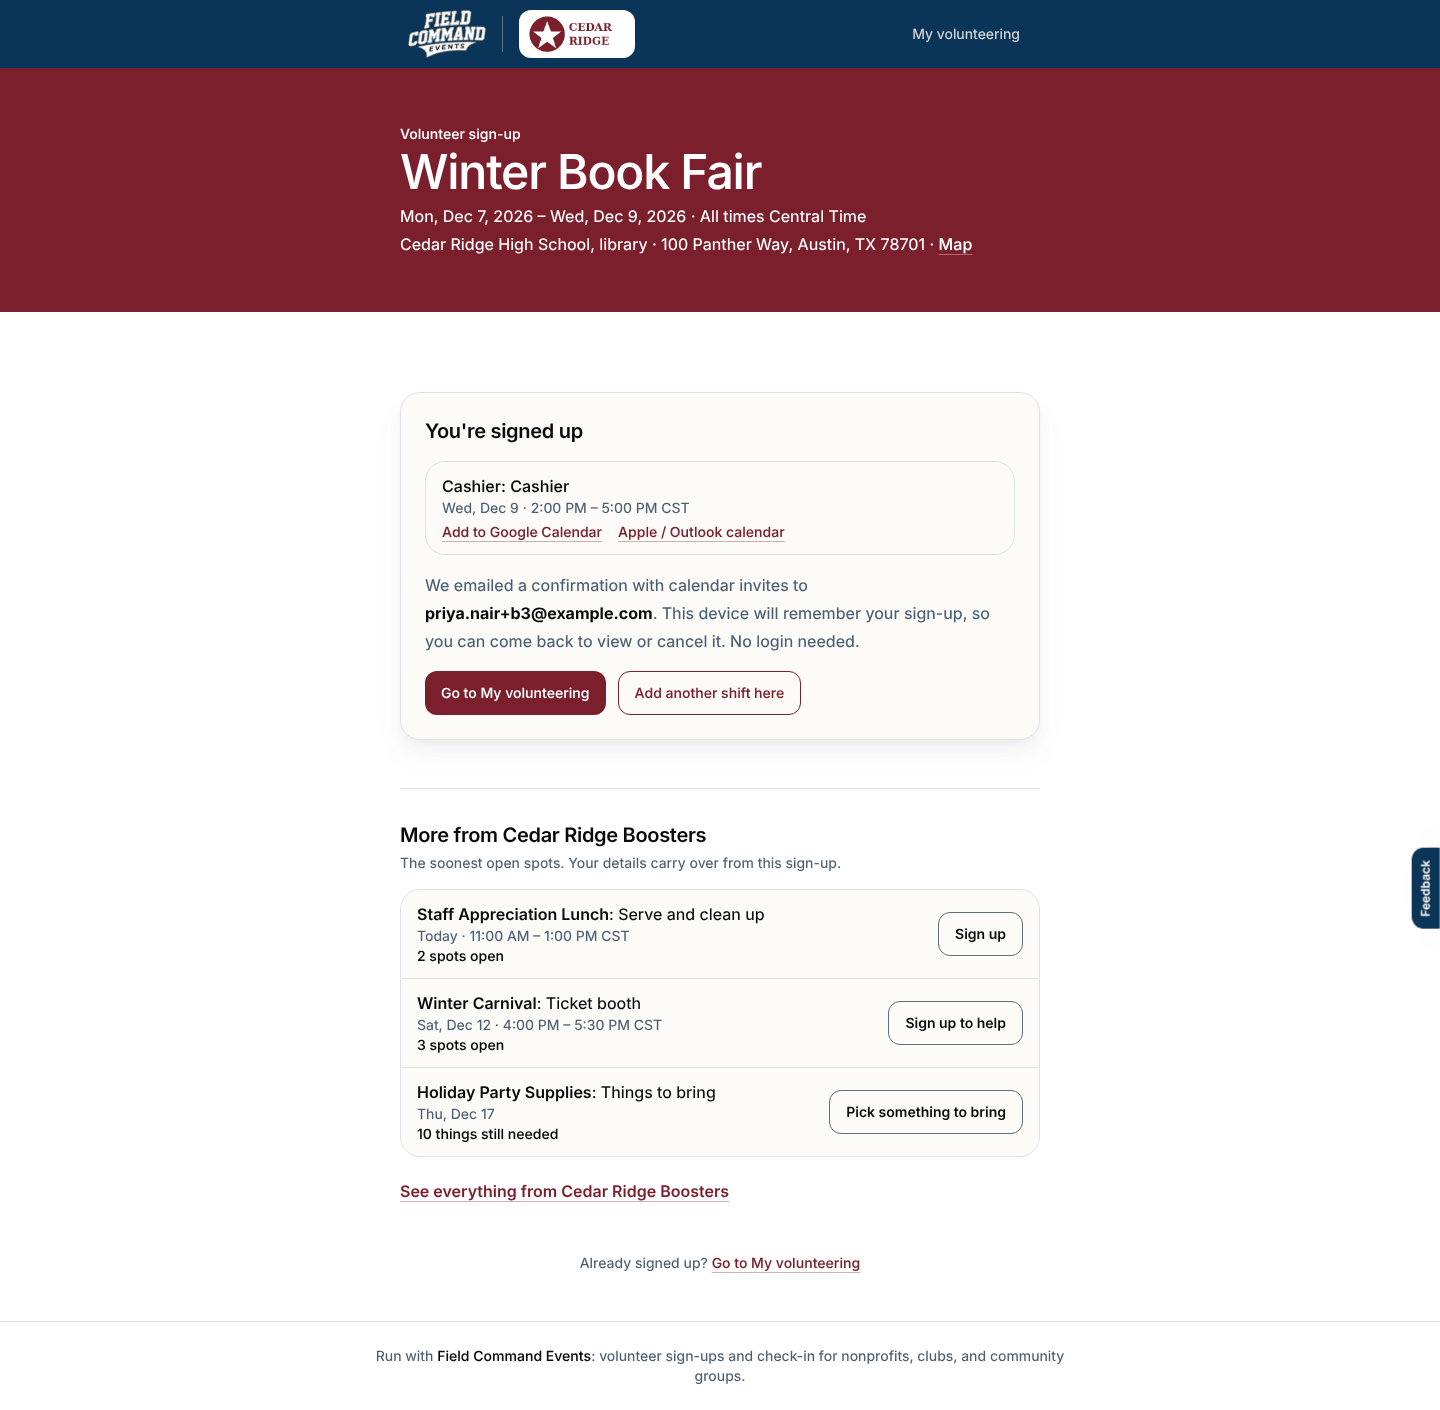 FIELD COMMAND EVENTS
CEDAR RIDGE
My volunteering
Volunteer sign-up
Winter Book Fair
Mon, Dec 7, 2026 – Wed, Dec 9, 2026 · All times Central Time
Cedar Ridge High School, library · 100 Panther Way, Austin, TX 78701 · Map
You're signed up
Cashier: Cashier
Wed, Dec 9 · 2:00 PM – 5:00 PM CST
Add to Google Calendar Apple / Outlook calendar
We emailed a confirmation with calendar invites to
priya.nair+b3@example.com. This device will remember your sign-up, so
you can come back to view or cancel it. No login needed.
Go to My volunteering Add another shift here
More from Cedar Ridge Boosters
The soonest open spots. Your details carry over from this sign-up.
Staff Appreciation Lunch: Serve and clean up
Today · 11:00 AM – 1:00 PM CST
2 spots open
Sign up
Winter Carnival: Ticket booth
Sat, Dec 12 · 4:00 PM – 5:30 PM CST
3 spots open
Sign up to help
Holiday Party Supplies: Things to bring
Thu, Dec 17
10 things still needed
Pick something to bring
See everything from Cedar Ridge Boosters
Already signed up? Go to My volunteering
Run with Field Command Events: volunteer sign-ups and check-in for nonprofits, clubs, and community
groups.
Feedback